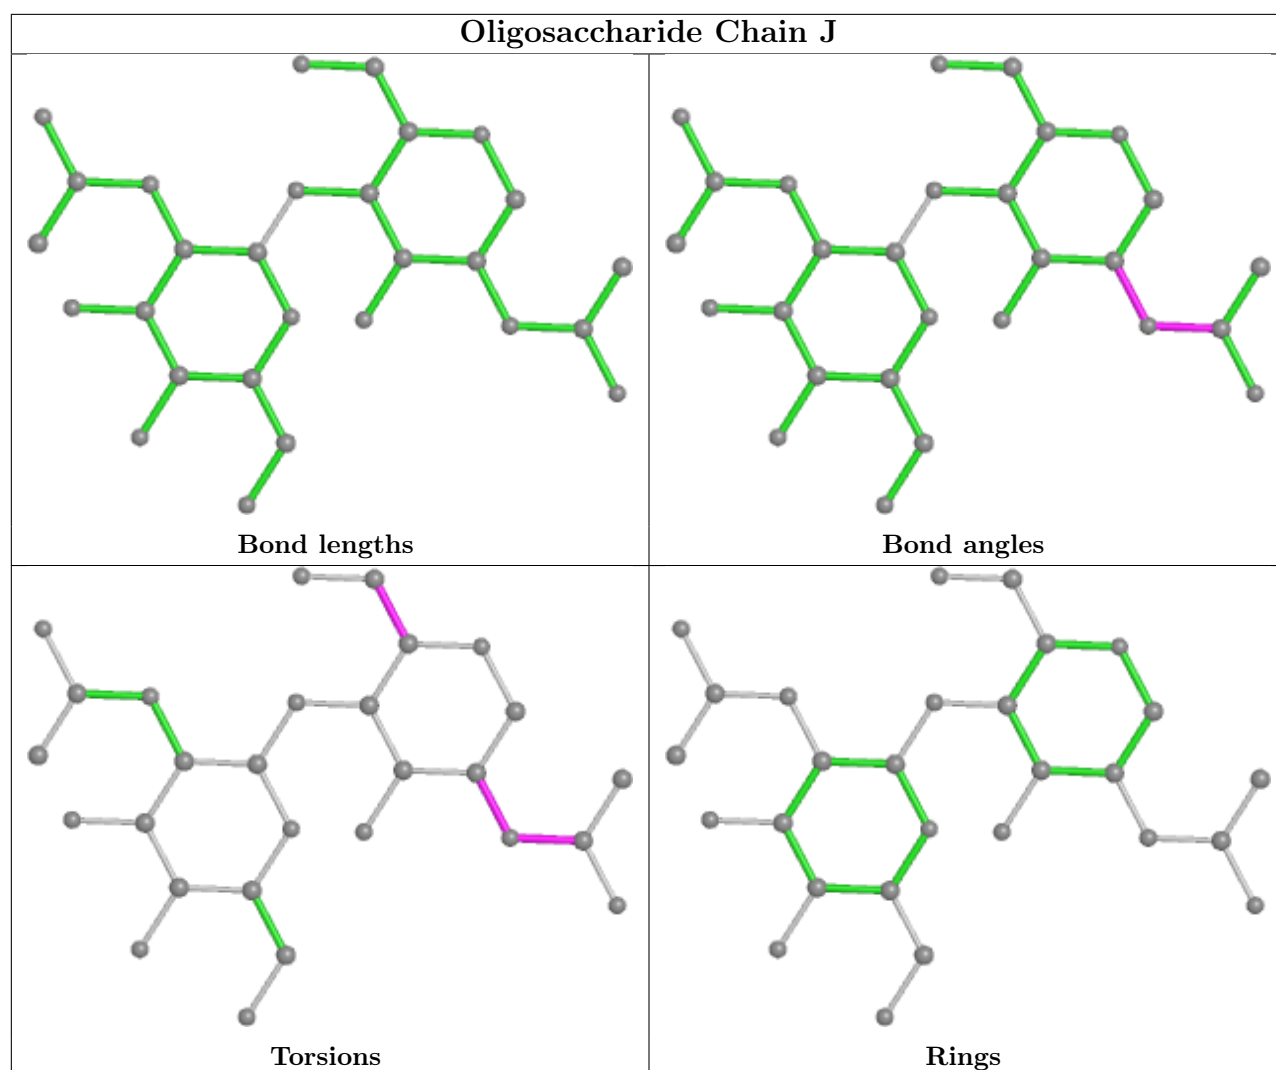 Oligosaccharide Chain J
Bond lengths
Bond angles
Torsions
Rings